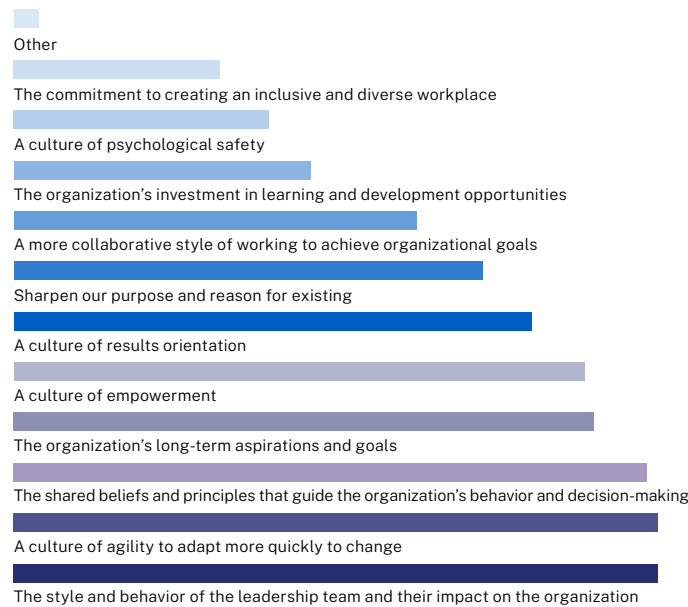 Other
The commitment to creating an inclusive and diverse workplace
A culture of psychological safety
The organization’s investment in learning and development opportunities
A more collaborative style of working to achieve organizational goals
Sharpen our purpose and reason for existing
A culture of results orientation
A culture of empowerment
The organization’s long-term aspirations and goals
The shared beliefs and principles that guide the organization’s behavior and decision-making
A culture of agility to adapt more quickly to change
The style and behavior of the leadership team and their impact on the organization